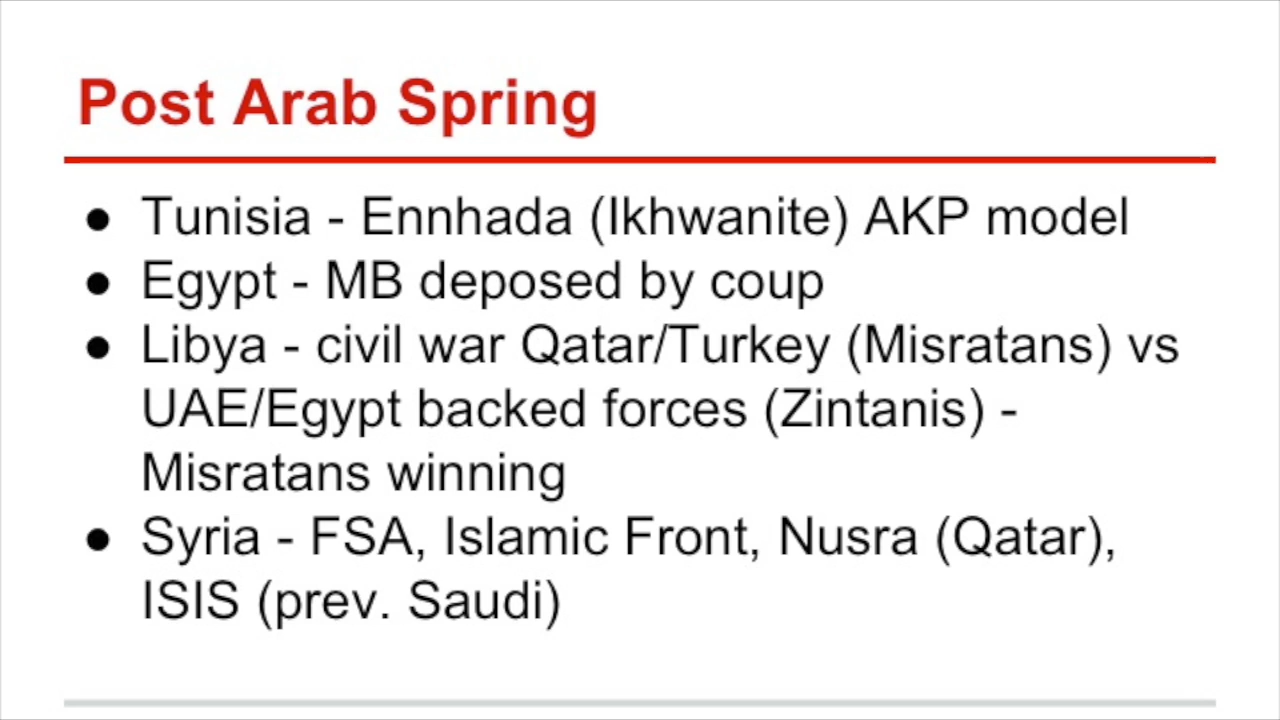 Post Arab Spring
● Tunisia - Ennhada (Ikhwanite) AKP model
● Egypt - MB deposed by coup
● Libya - civil war Qatar/Turkey (Misratans) vs
UAE/Egypt backed forces (Zintanis) -
Misratans winning
● Syria - FSA, Islamic Front, Nusra (Qatar),
ISIS (prev. Saudi)